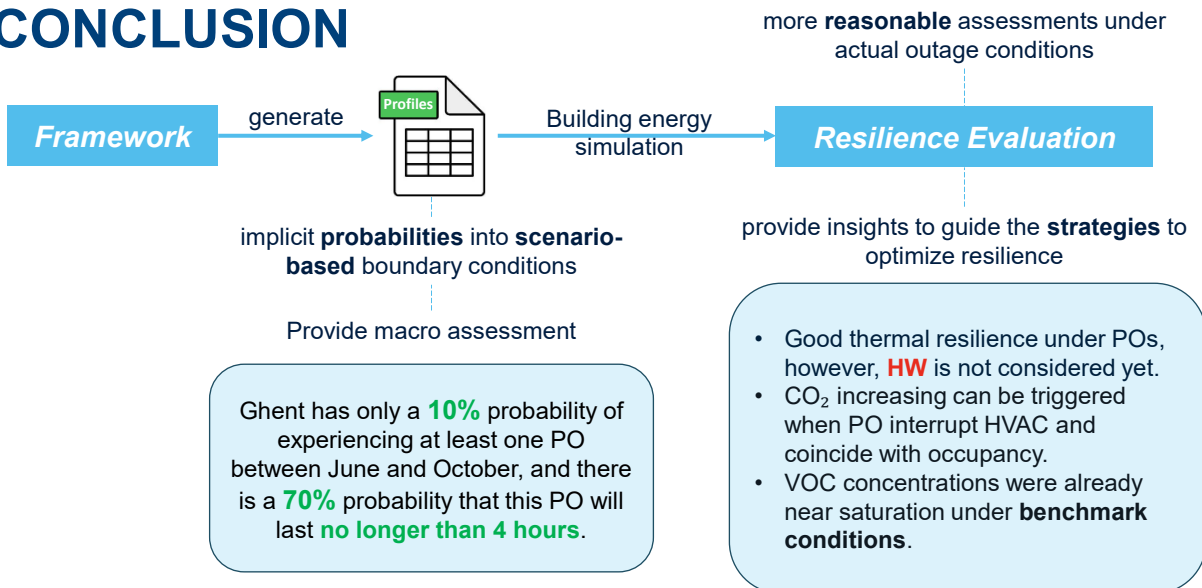 CONCLUSION
more reasonable assessments under
actual outage conditions
Framework
generate
Profiles
Building energy
simulation
Resilience Evaluation
implicit probabilities into scenario-
based boundary conditions
Provide macro assessment
Ghent has only a 10% probability of
experiencing at least one PO
between June and October, and there
is a 70% probability that this PO will
last no longer than 4 hours.
provide insights to guide the strategies to
optimize resilience
• Good thermal resilience under POs,
however, HW is not considered yet.
• CO₂ increasing can be triggered
when PO interrupt HVAC and
coincide with occupancy.
• VOC concentrations were already
near saturation under benchmark
conditions.